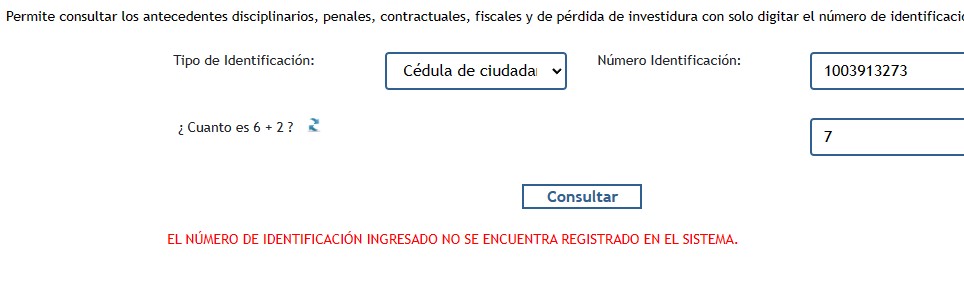 Permite consultar los antecedentes disciplinarios, penales, contractuales, fiscales y de pérdida de investidura con solo digitar el número de identificaci
Tipo de Identificación: Cédula de ciudada Número Identificación: 1003913273
¿ Cuanto es 6 + 2 ? 7
Consultar
EL NÚMERO DE IDENTIFICACIÓN INGRESADO NO SE ENCUENTRA REGISTRADO EN EL SISTEMA.